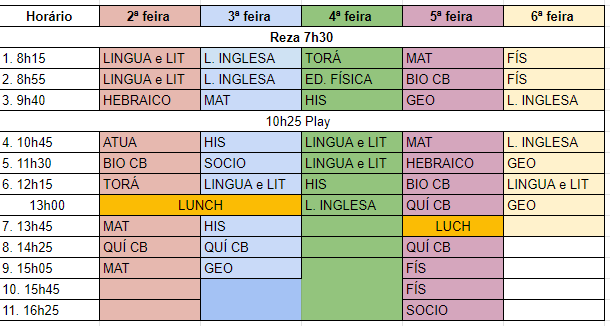 Horário 2ª feira 3ª feira 4ª feira 5ª feira 6ª feira
Reza 7h30
1. 8h15 LINGUA e LIT L. INGLESA TORÁ MAT FÍS
2. 8h55 LINGUA e LIT L. INGLESA ED. FÍSICA BIO CB FÍS
3. 9h40 HEBRAICO MAT HIS GEO L. INGLESA
10h25 Play
4. 10h45 ATUA HIS LINGUA e LIT MAT L. INGLESA
5. 11h30 BIO CB SOCIO LINGUA e LIT HEBRAICO GEO
6. 12h15 TORÁ LINGUA e LIT HIS BIO CB LINGUA e LIT
13h00 LUNCH L. INGLESA QUÍ CB GEO
7. 13h45 MAT HIS LUCH
8. 14h25 QUÍ CB QUÍ CB QUÍ CB
9. 15h05 MAT GEO FÍS
10. 15h45 FÍS
11. 16h25 SOCIO